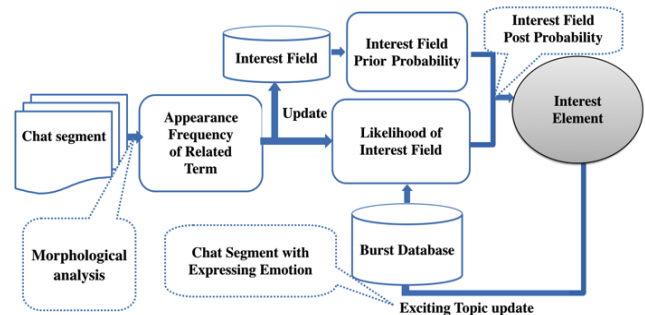 Chat segment
Morphological
analysis
Appearance
Frequency
of Related
Term
Interest Field
Update
Interest Field
Prior Probability
Likelihood of
Interest Field
Interest Field
Post Probability
Interest
Element
Burst Database
Chat Segment with
Expressing Emotion
Exciting Topic update